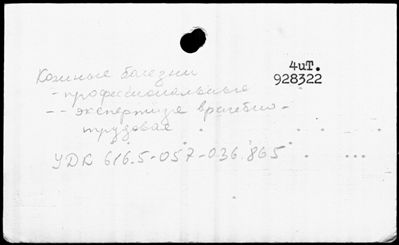 4иТ.
928322
Кожные болезни
- профессиональные
-- экспертиза врачебно-
трудовая
УДК 616.5-057-036.865